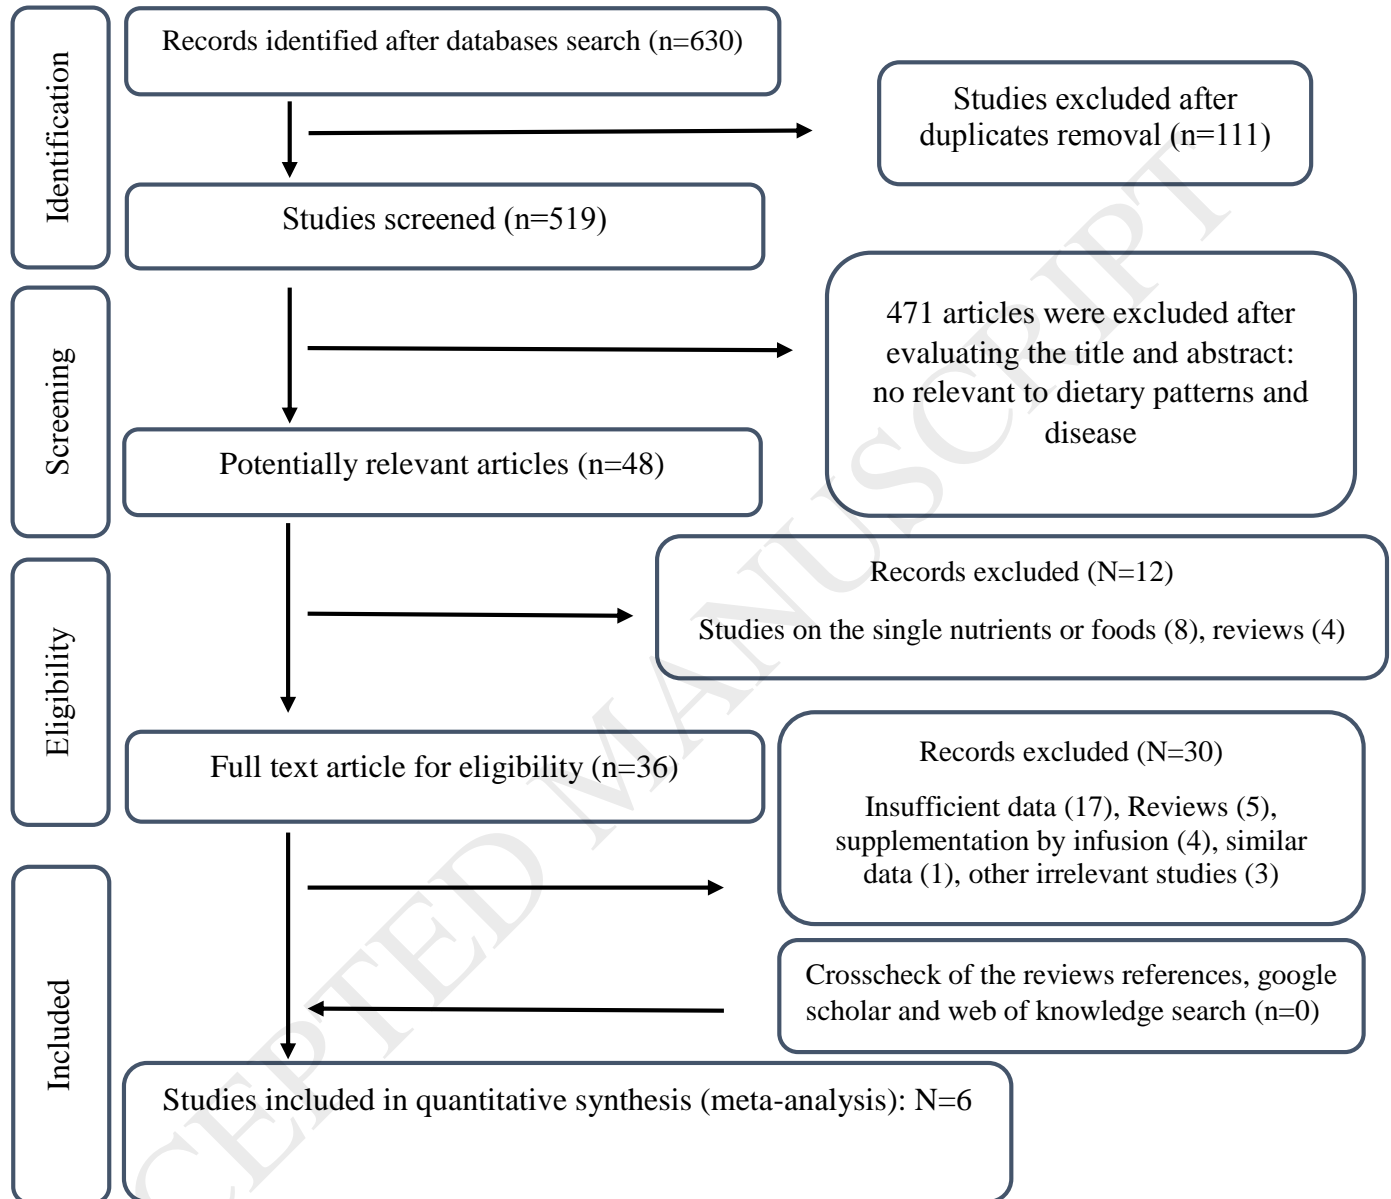 Identification
Records identified after databases search (n=630)
Studies excluded after
duplicates removal (n=111)
Studies screened (n=519)
Screening
471 articles were excluded after
evaluating the title and abstract:
no relevant to dietary patterns and
disease
Potentially relevant articles (n=48)
Eligibility
Records excluded (N=12)
Studies on the single nutrients or foods (8), reviews (4)
Full text article for eligibility (n=36)
Records excluded (N=30)
Insufficient data (17), Reviews (5),
supplementation by infusion (4), similar
data (1), other irrelevant studies (3)
Included
Crosscheck of the reviews references, google
scholar and web of knowledge search (n=0)
Studies included in quantitative synthesis (meta-analysis): N=6
CEPTED MANUSCRIPT